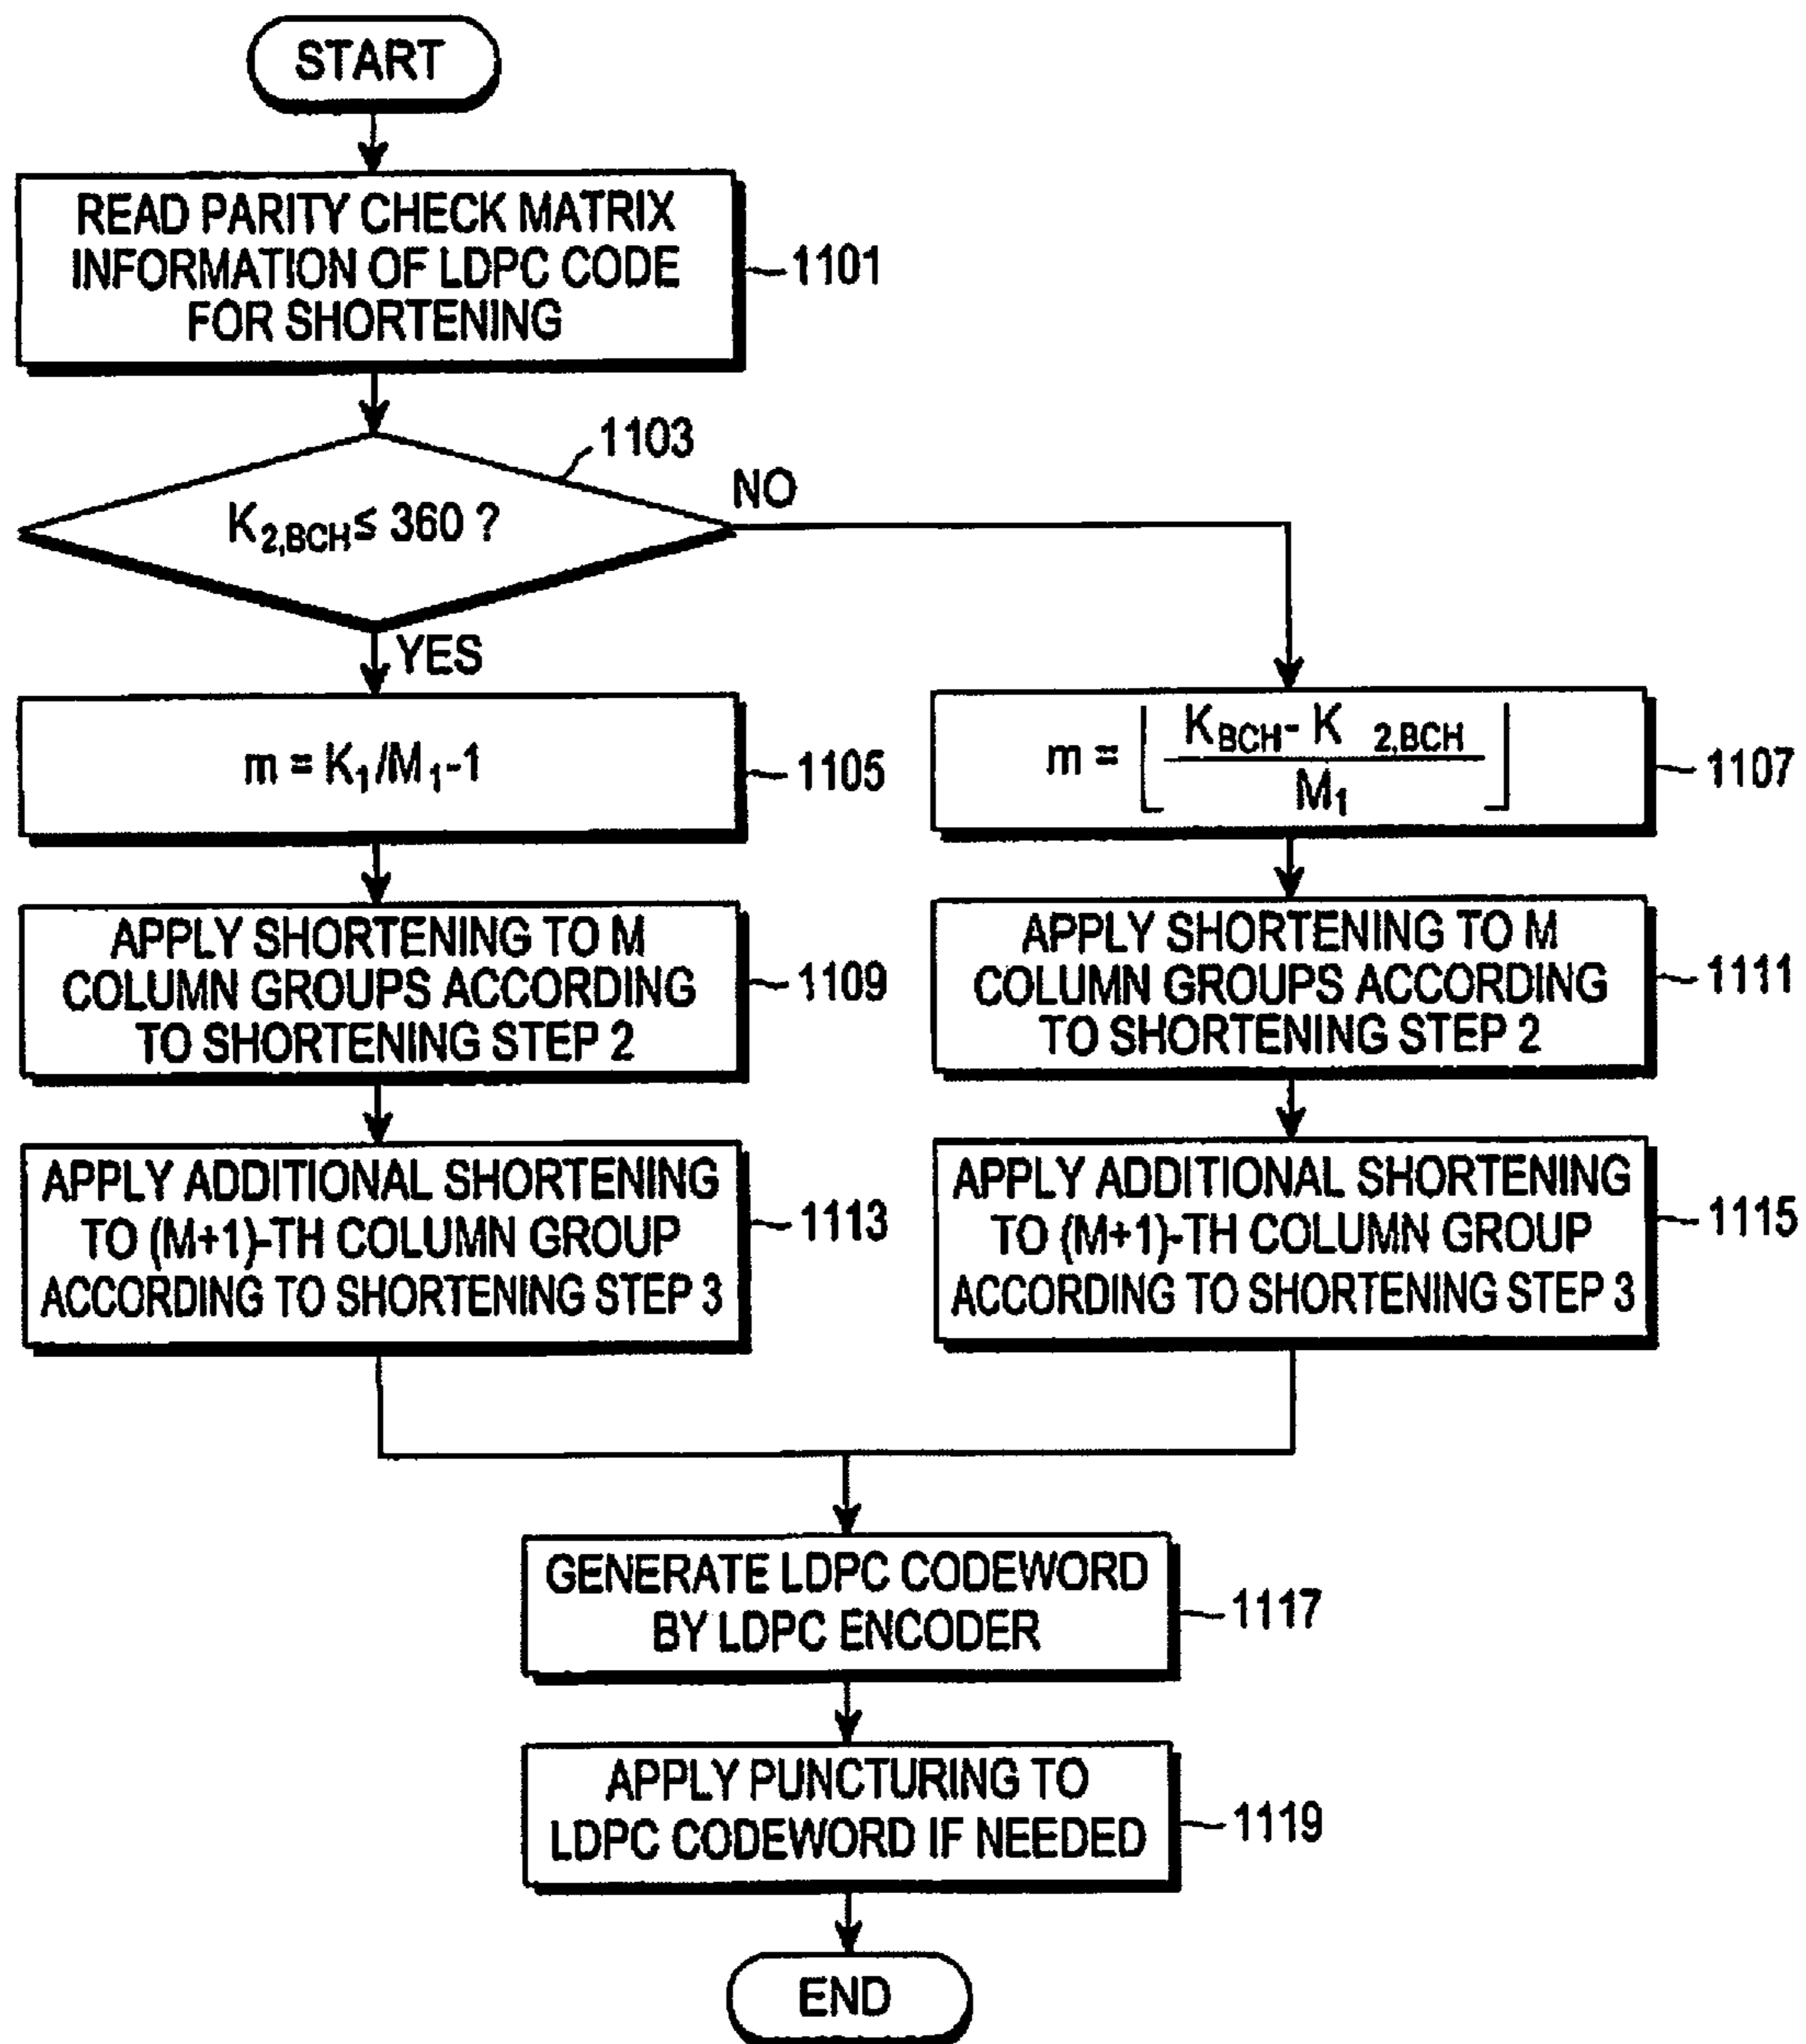 START
READ PARITY CHECK MATRIX
INFORMATION OF LDPC CODE
FOR SHORTENING
1101
1103
K2,BCH ≤ 360 ?
NO
YES
m = K1/M1-1
1105
m = ⌊ (KBCH- K 2,BCH) / M1 ⌋
1107
APPLY SHORTENING TO M
COLUMN GROUPS ACCORDING
TO SHORTENING STEP 2
1109
APPLY SHORTENING TO M
COLUMN GROUPS ACCORDING
TO SHORTENING STEP 2
1111
APPLY ADDITIONAL SHORTENING
TO (M+1)-TH COLUMN GROUP
ACCORDING TO SHORTENING STEP 3
1113
APPLY ADDITIONAL SHORTENING
TO (M+1)-TH COLUMN GROUP
ACCORDING TO SHORTENING STEP 3
1115
GENERATE LDPC CODEWORD
BY LDPC ENCODER
1117
APPLY PUNCTURING TO
LDPC CODEWORD IF NEEDED
1119
END